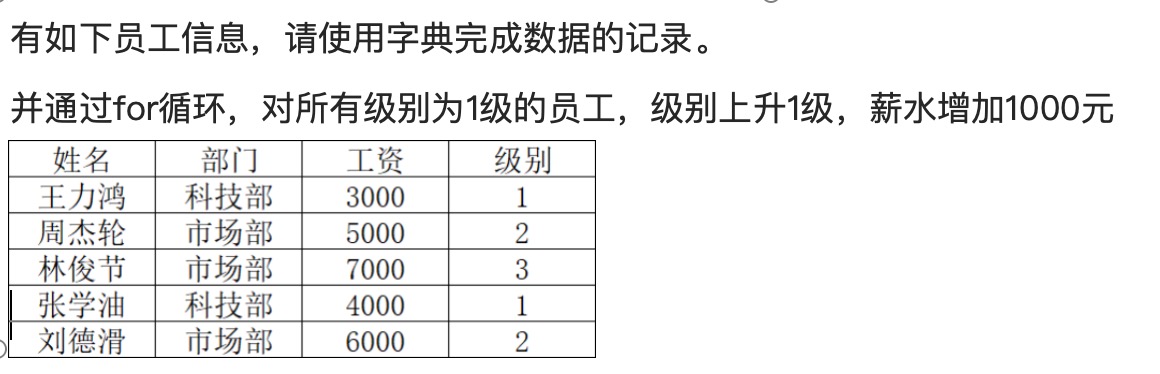 有如下员工信息，请使用字典完成数据的记录。
并通过for循环，对所有级别为1级的员工，级别上升1级，薪水增加1000元
姓名 部门 工资 级别
王力鸿 科技部 3000 1
周杰轮 市场部 5000 2
林俊节 市场部 7000 3
张学油 科技部 4000 1
刘德滑 市场部 6000 2